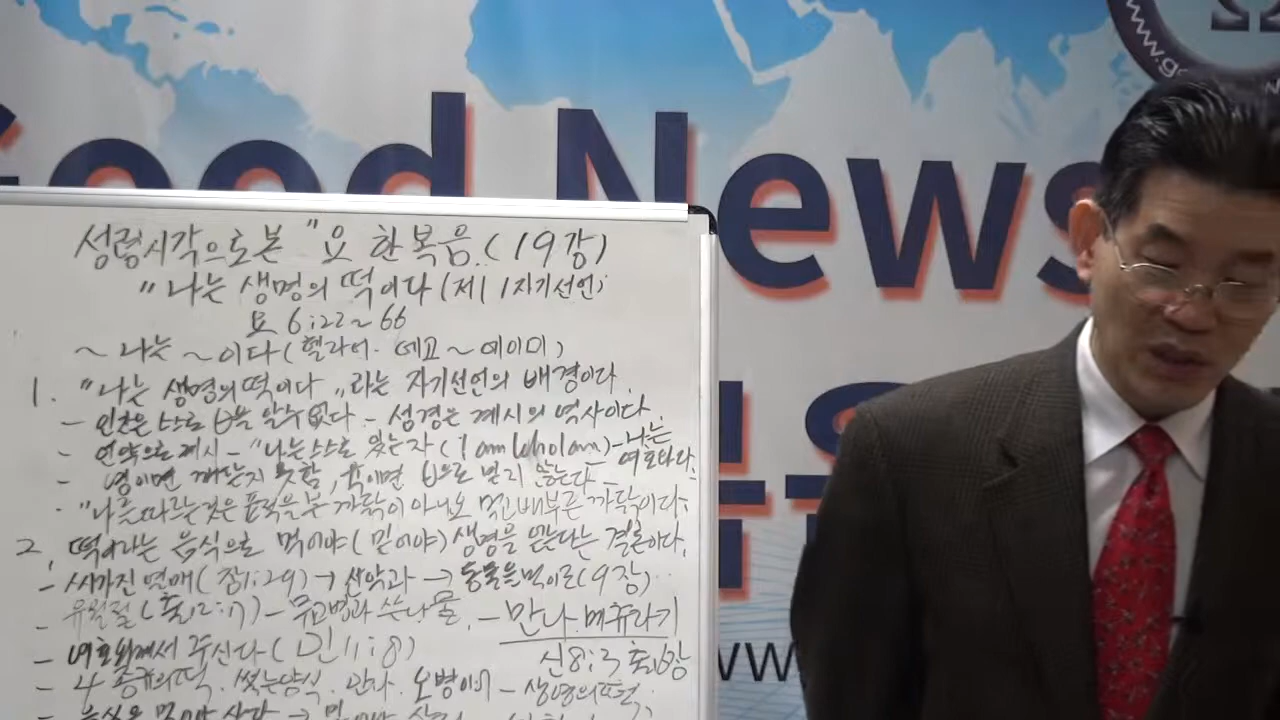 Good News
www.g
성령시각으로본 "요한복음 (19강)
"나는 생명의 떡이다 (제1 자기선언)
요 6:22~66
~ 나는 ~ 이다 (헬라어. 에고 ~ 에이미)
1. "나는 생명의 떡이다 "라는 자기선언의 배경이다.
- 인간은 스스로 알수없다 - 성경은 계시의 역사이다.
- 언약으로 계시 - "나는 스스로 있는자 (I am who I am) - 나는 여호와라
- 영이면 깨닫지 못함, 육이면 으로 믿지 않는다 -
. "나를 따르는것은 표적을 본 까닭이 아니요 먹고 배부른 까닭이다.
2. 떡이라는 음식으로 먹어야 (믿어야) 생명을 얻는다는 결론이다.
- 씨가진 열매 (창1:29) → 선악과 → 동물을 먹이로 (9장)
- 유월절 (출12: ) - 무교병과 쓴나물. - 만나. 메추라기
- 여호와께서 주신다 (민11:8) 신8:3 출16장
- 4종류의 떡. 썩는양식. 만나. 오병이어 - 생명의 떡.
WW